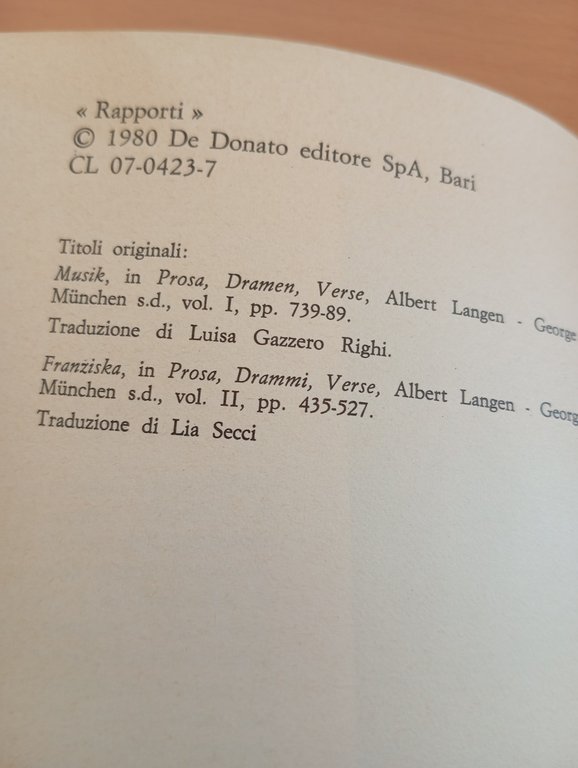 « Rapporti »
© 1980 De Donato editore SpA, Bari
CL 07-0423-7
Titoli originali:
Musik, in Prosa, Dramen, Verse, Albert Langen - George
München s.d., vol. I, pp. 739-89.
Traduzione di Luisa Gazzero Righi.
Franziska, in Prosa, Drammi, Verse, Albert Langen - Georg
München s.d., vol. II, pp. 435-527.
Traduzione di Lia Secci